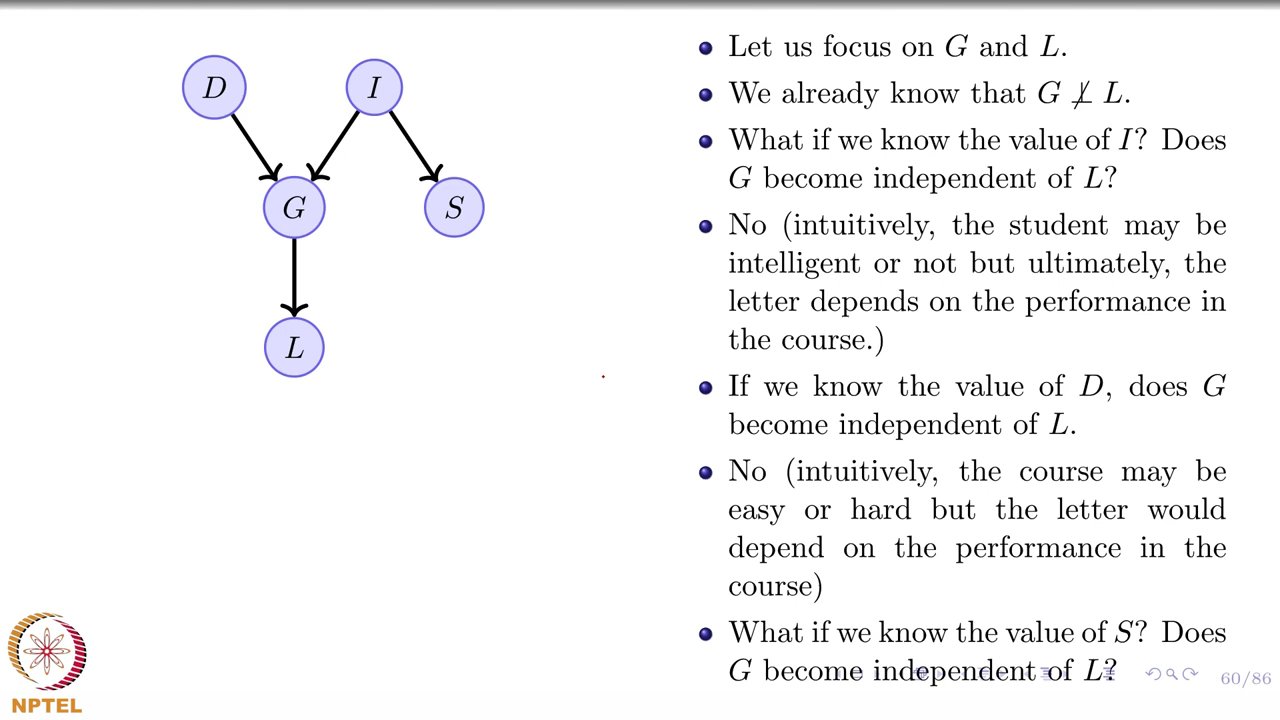 D
I
G
S
L
Let us focus on G and L.
We already know that G ⊥̸ L.
What if we know the value of I? Does
G become independent of L?
No (intuitively, the student may be
intelligent or not but ultimately, the
letter depends on the performance in
the course.)
If we know the value of D, does G
become independent of L.
No (intuitively, the course may be
easy or hard but the letter would
depend on the performance in the
course)
What if we know the value of S? Does
G become independent of L?
60/86
NPTEL